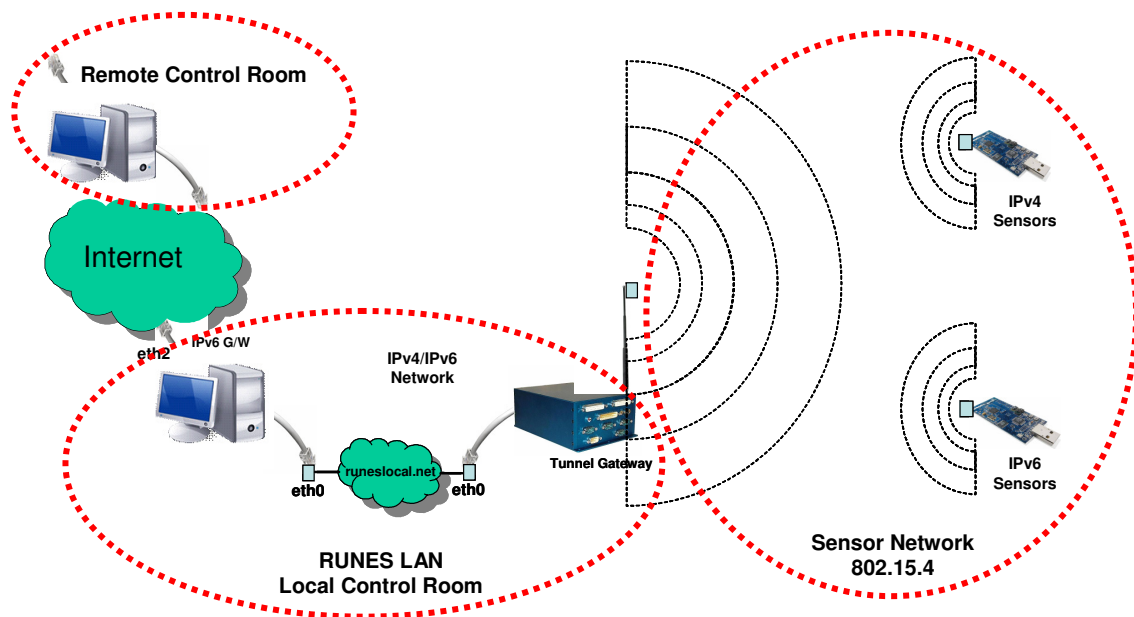 Remote Control Room
Internet
eth2
IPv6 G/W
IPv4/IPv6
Network
runeslocal.net
eth0
eth0
Tunnel Gateway
RUNES LAN
Local Control Room
IPv4
Sensors
IPv6
Sensors
Sensor Network
802.15.4